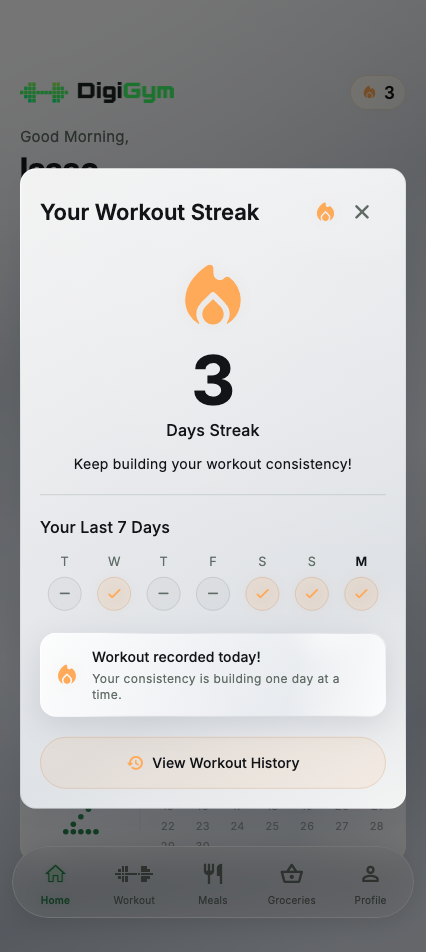 DigiGym
3
Good Morning,
Your Workout Streak
3
Days Streak
Keep building your workout consistency!
Your Last 7 Days
T W T F S S M
Workout recorded today!
Your consistency is building one day at a
time.
View Workout History
22 23 24 25 26 27 28
Home Workout Meals Groceries Profile